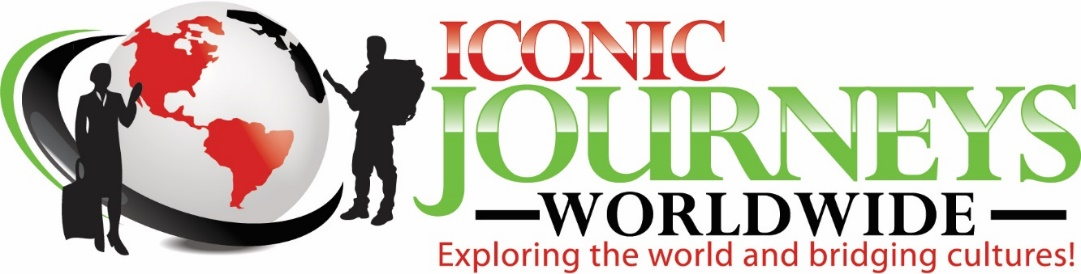 ICONIC
JOURNEYS
WORLDWIDE
Exploring the world and bridging cultures!